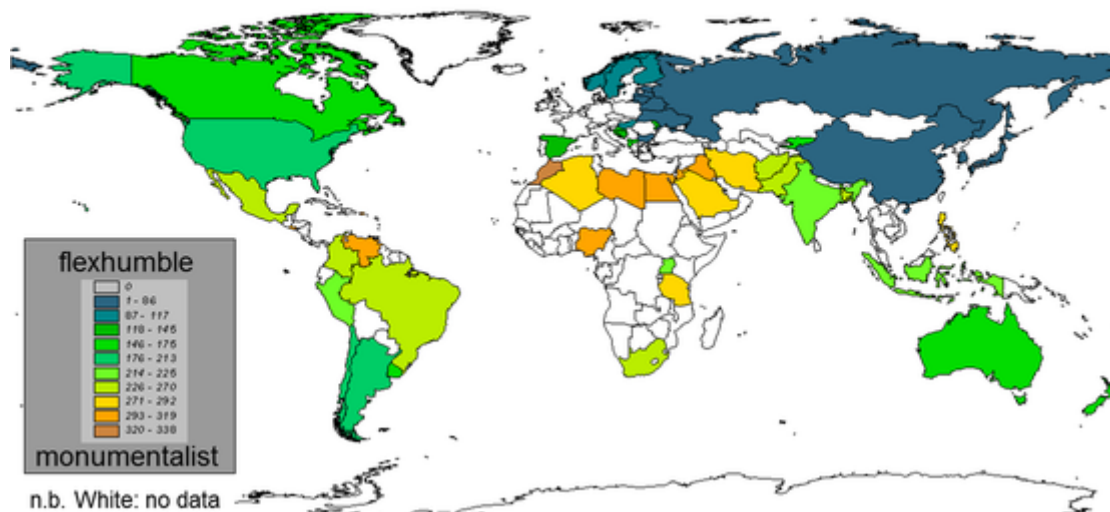 flexhumble
0
1 - 86
87 - 117
118 - 145
146 - 175
176 - 213
214 - 225
226 - 270
271 - 292
293 - 319
320 - 338
monumentalist
n.b. White: no data